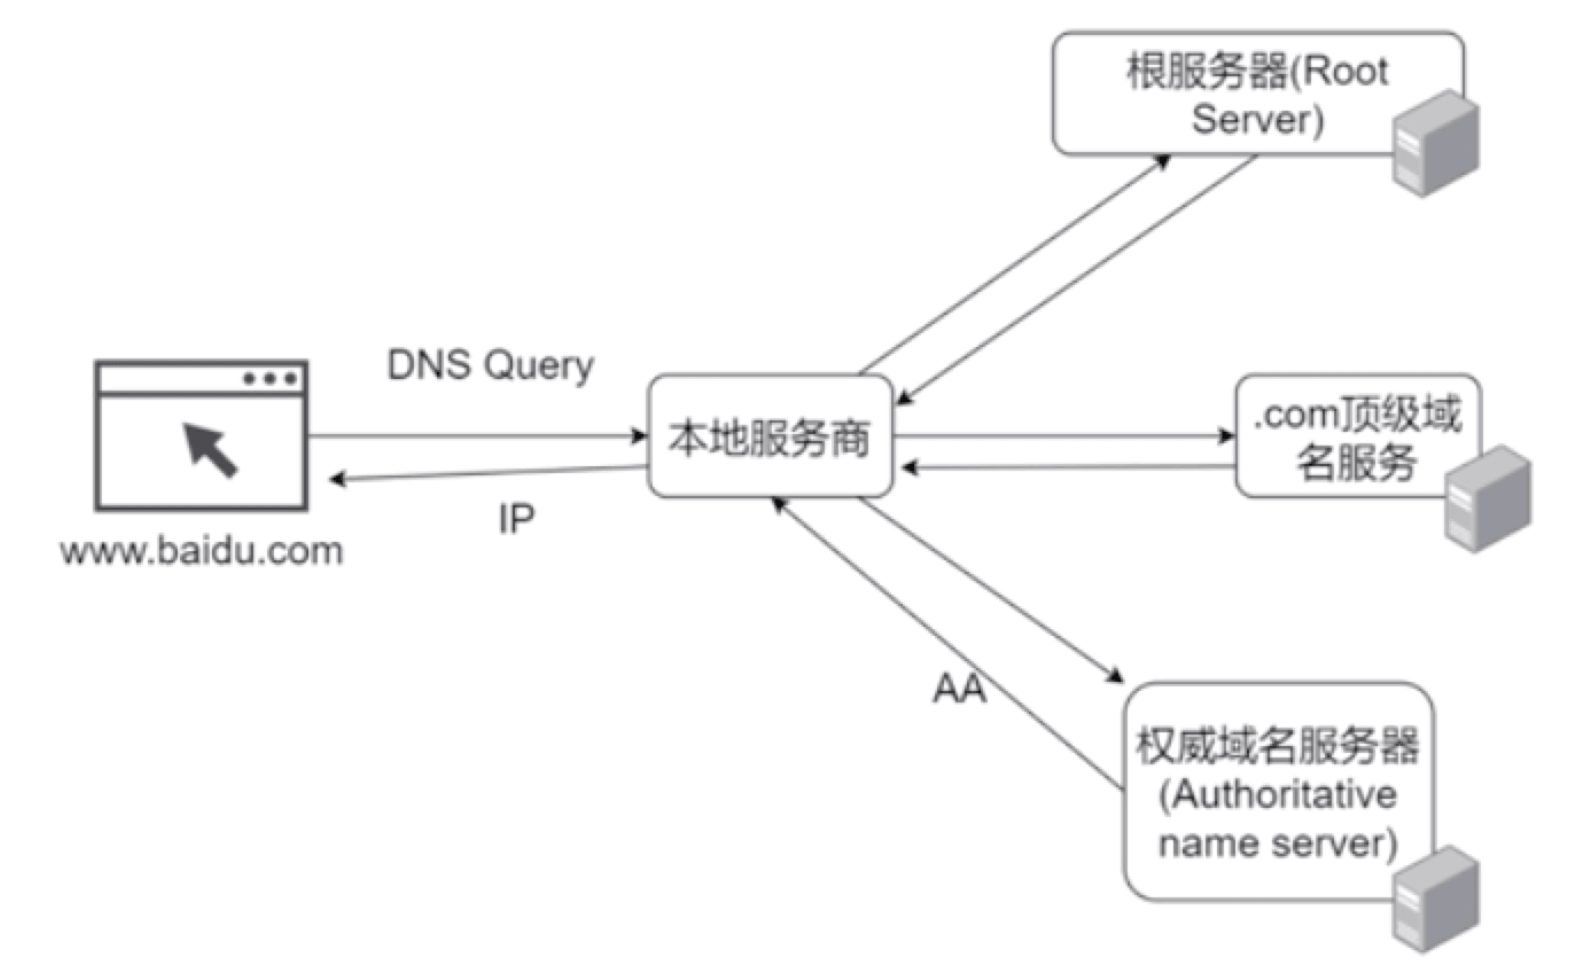 根服务器(Root
Server)
DNS Query
本地服务商
.com顶级域
名服务
IP
www.baidu.com
AA
权威域名服务器
(Authoritative
name server)